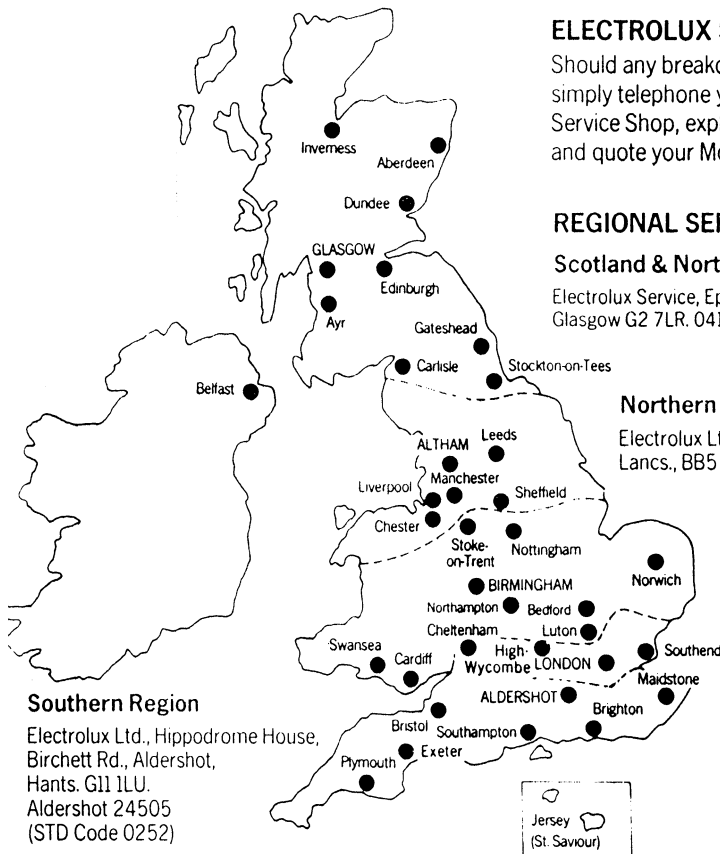 ELECTROLUX
Should any breakd
simply telephone y
Service Shop, exp
and quote your Mo
REGIONAL SE
Scotland & Nort
Electrolux Service, Ep
Glasgow G2 7LR. 041
Inverness
Aberdeen
Dundee
GLASGOW
Edinburgh
Ayr
Gateshead
Carlisle
Stockton-on-Tees
Belfast
Northern
Electrolux Lt
Lancs., BB5
ALTHAM
Leeds
Manchester
Liverpool
Sheffield
Chester
Stoke-
on-Trent
Nottingham
Norwich
BIRMINGHAM
Northampton
Bedford
Cheltenham
Luton
Swansea
Cardiff
High-
Wycombe
LONDON
Southend
Maidstone
ALDERSHOT
Brighton
Bristol
Southampton
Exeter
Plymouth
Southern Region
Electrolux Ltd., Hippodrome House,
Birchett Rd., Aldershot,
Hants. G11 1LU.
Aldershot 24505
(STD Code 0252)
Jersey
(St. Saviour)